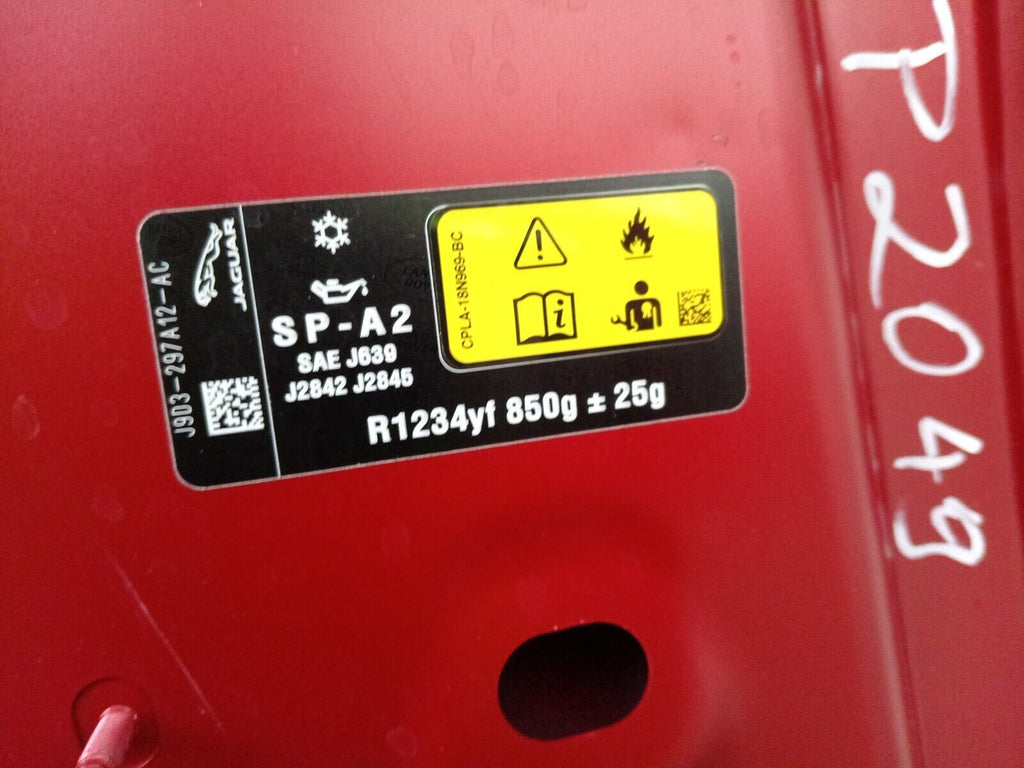 J9D3-297A12-AC
JAGUAR
SP-A2
SAE J639
J2842 J2845
CPLA-18N969-BC
R1234yf 850g ± 25g
P2049